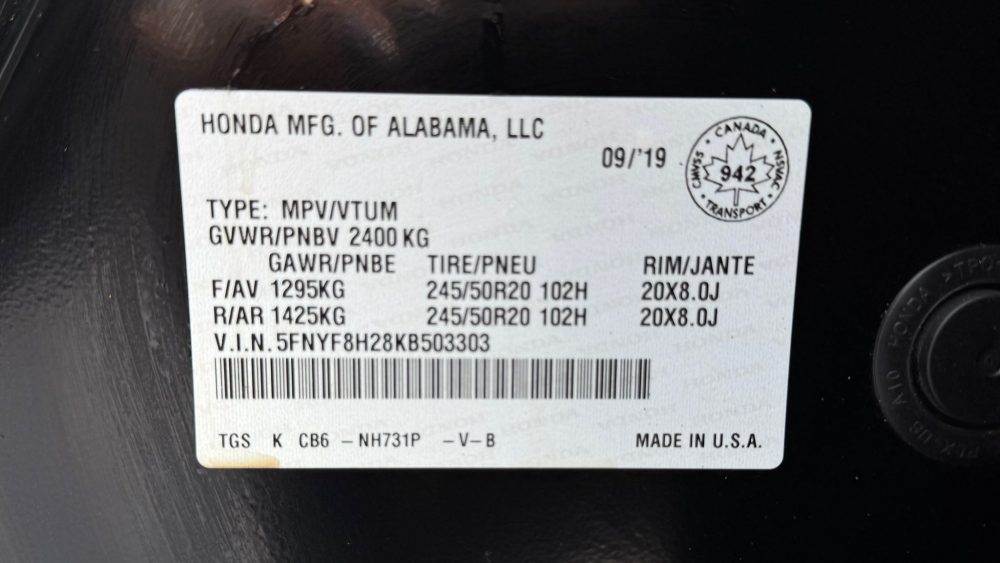 HONDA MFG. OF ALABAMA, LLC
09/'19
CANADA
CMVSS 942 NSVAC
TRANSPORT
TYPE: MPV/VTUM
GVWR/PNBV 2400 KG
GAWR/PNBE TIRE/PNEU RIM/JANTE
F/AV 1295KG 245/50R20 102H 20X8.0J
R/AR 1425KG 245/50R20 102H 20X8.0J
V.I.N. 5FNYF8H28KB503303
TGS K CB6 -NH731P -V-B MADE IN U.S.A.
HONDA >TPO